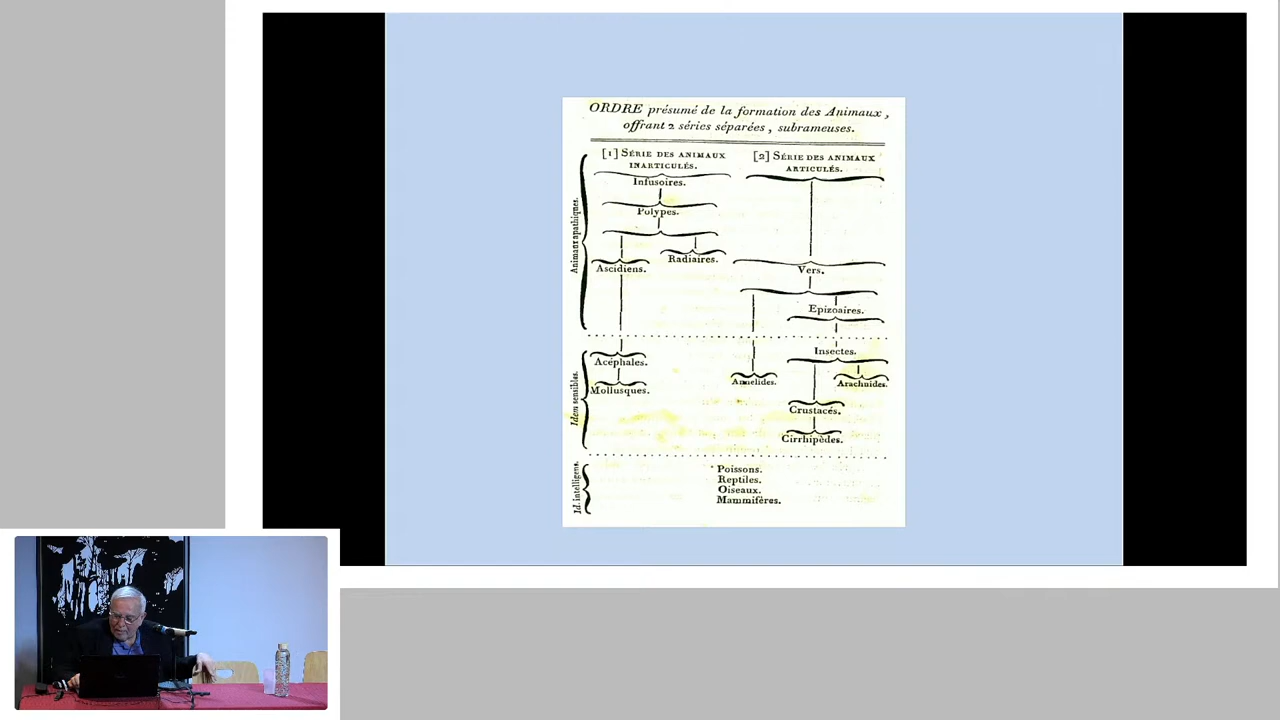 ORDRE présumé de la formation des Animaux,
offrant 2 séries séparées, subrameuses.
[1] SÉRIE DES ANIMAUX
INARTICULÉS.
[2] SÉRIE DES ANIMAUX
ARTICULÉS.
Animaux apathiques.
Infusoires.
Polypes.
Radiaires.
Ascidiens.
Vers.
Epizoaires.
Idem sensibles.
Acéphales.
Mollusques.
Insectes.
Annelides.
Arachnides.
Crustacés.
Cirrhipèdes.
Id. intelligens.
Poissons.
Reptiles.
Oiseaux.
Mammifères.